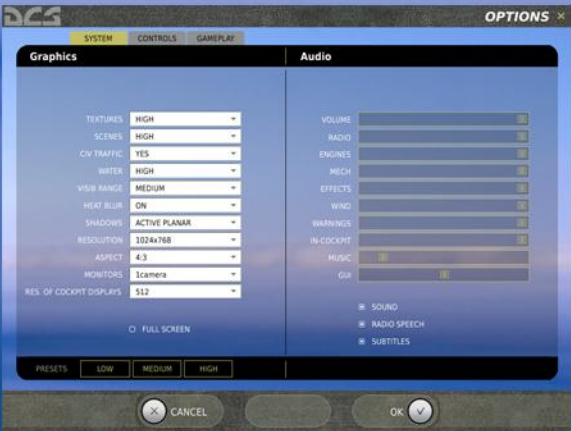 DCS
OPTIONS ×
SYSTEM CONTROLS GAMEPLAY
Graphics
TEXTURES HIGH
SCENES HIGH
CIV TRAFFIC YES
WATER HIGH
VISIB RANGE MEDIUM
HEAT BLUR ON
SHADOWS ACTIVE PLANAR
RESOLUTION 1024x768
ASPECT 4:3
MONITORS 1camera
RES. OF COCKPIT DISPLAYS 512
FULL SCREEN
Audio
VOLUME
RADIO
ENGINES
MECH
EFFECTS
WIND
WARNINGS
IN-COCKPIT
MUSIC
GUI
SOUND
RADIO SPEECH
SUBTITLES
PRESETS LOW MEDIUM HIGH
CANCEL OK